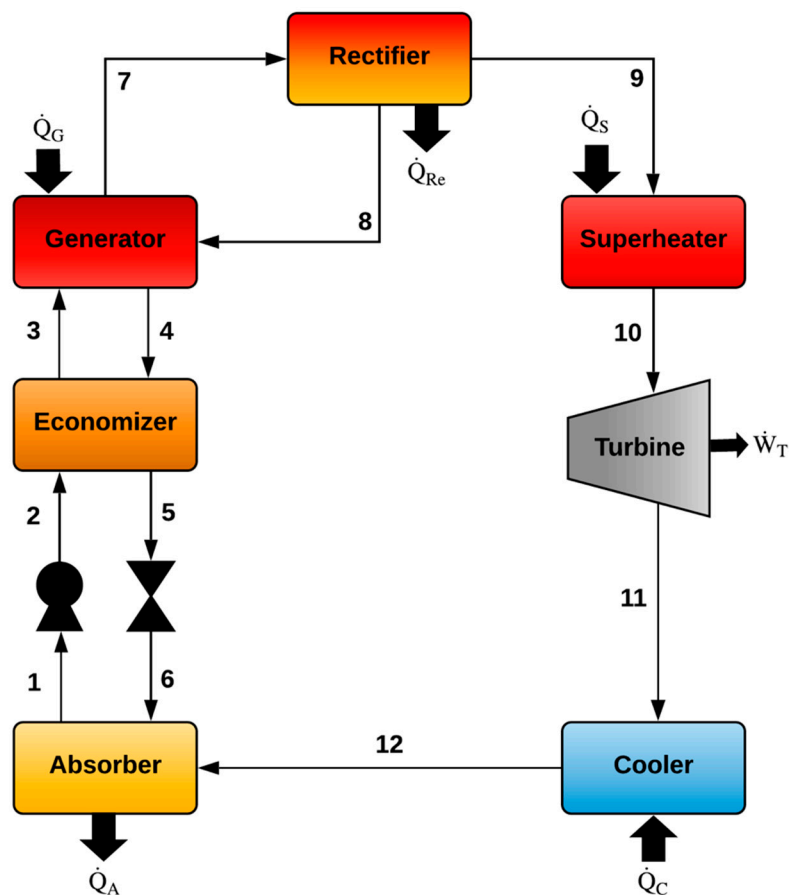 Rectifier
7
9
Q̇G
Q̇S
Q̇Re
8
Generator
Superheater
3
4
10
Economizer
Turbine
ẆT
2
5
11
1
6
12
Absorber
Cooler
Q̇A
Q̇C